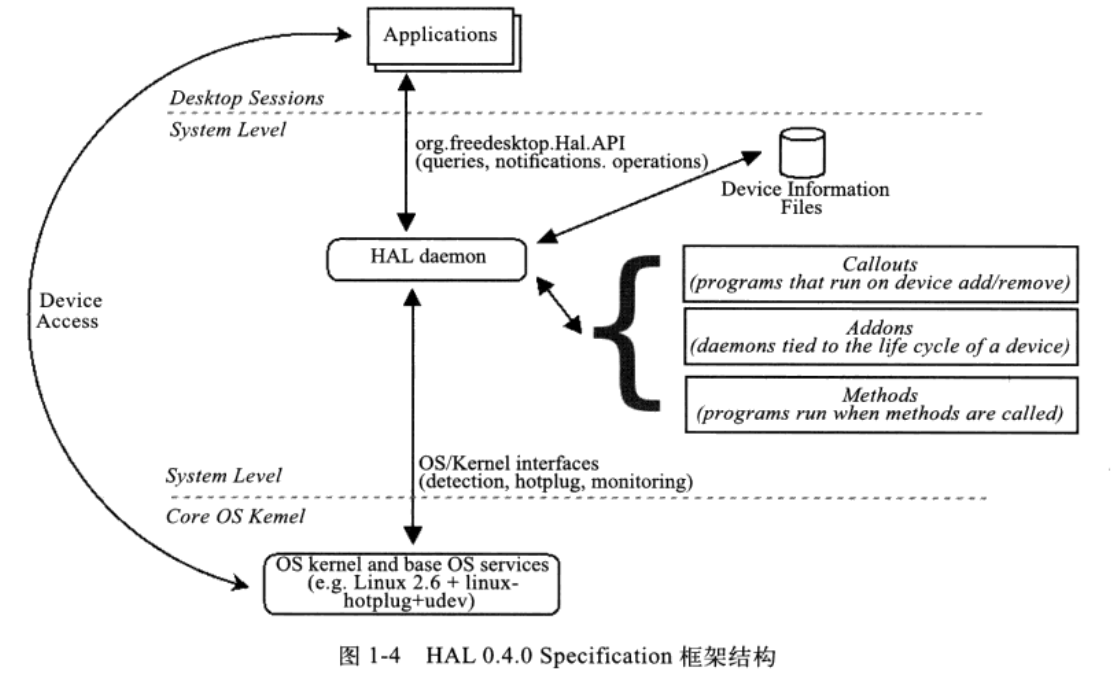 Applications
Desktop Sessions
System Level
org.freedesktop.Hal.API
(queries, notifications. operations)
Device Information
Files
HAL daemon
Callouts
(programs that run on device add/remove)
Addons
(daemons tied to the life cycle of a device)
Methods
(programs run when methods are called)
Device
Access
OS/Kernel interfaces
(detection, hotplug, monitoring)
System Level
Core OS Kemel
OS kernel and base OS services
(e.g. Linux 2.6 + linux-
hotplug+udev)
图 1-4 HAL 0.4.0 Specification 框架结构